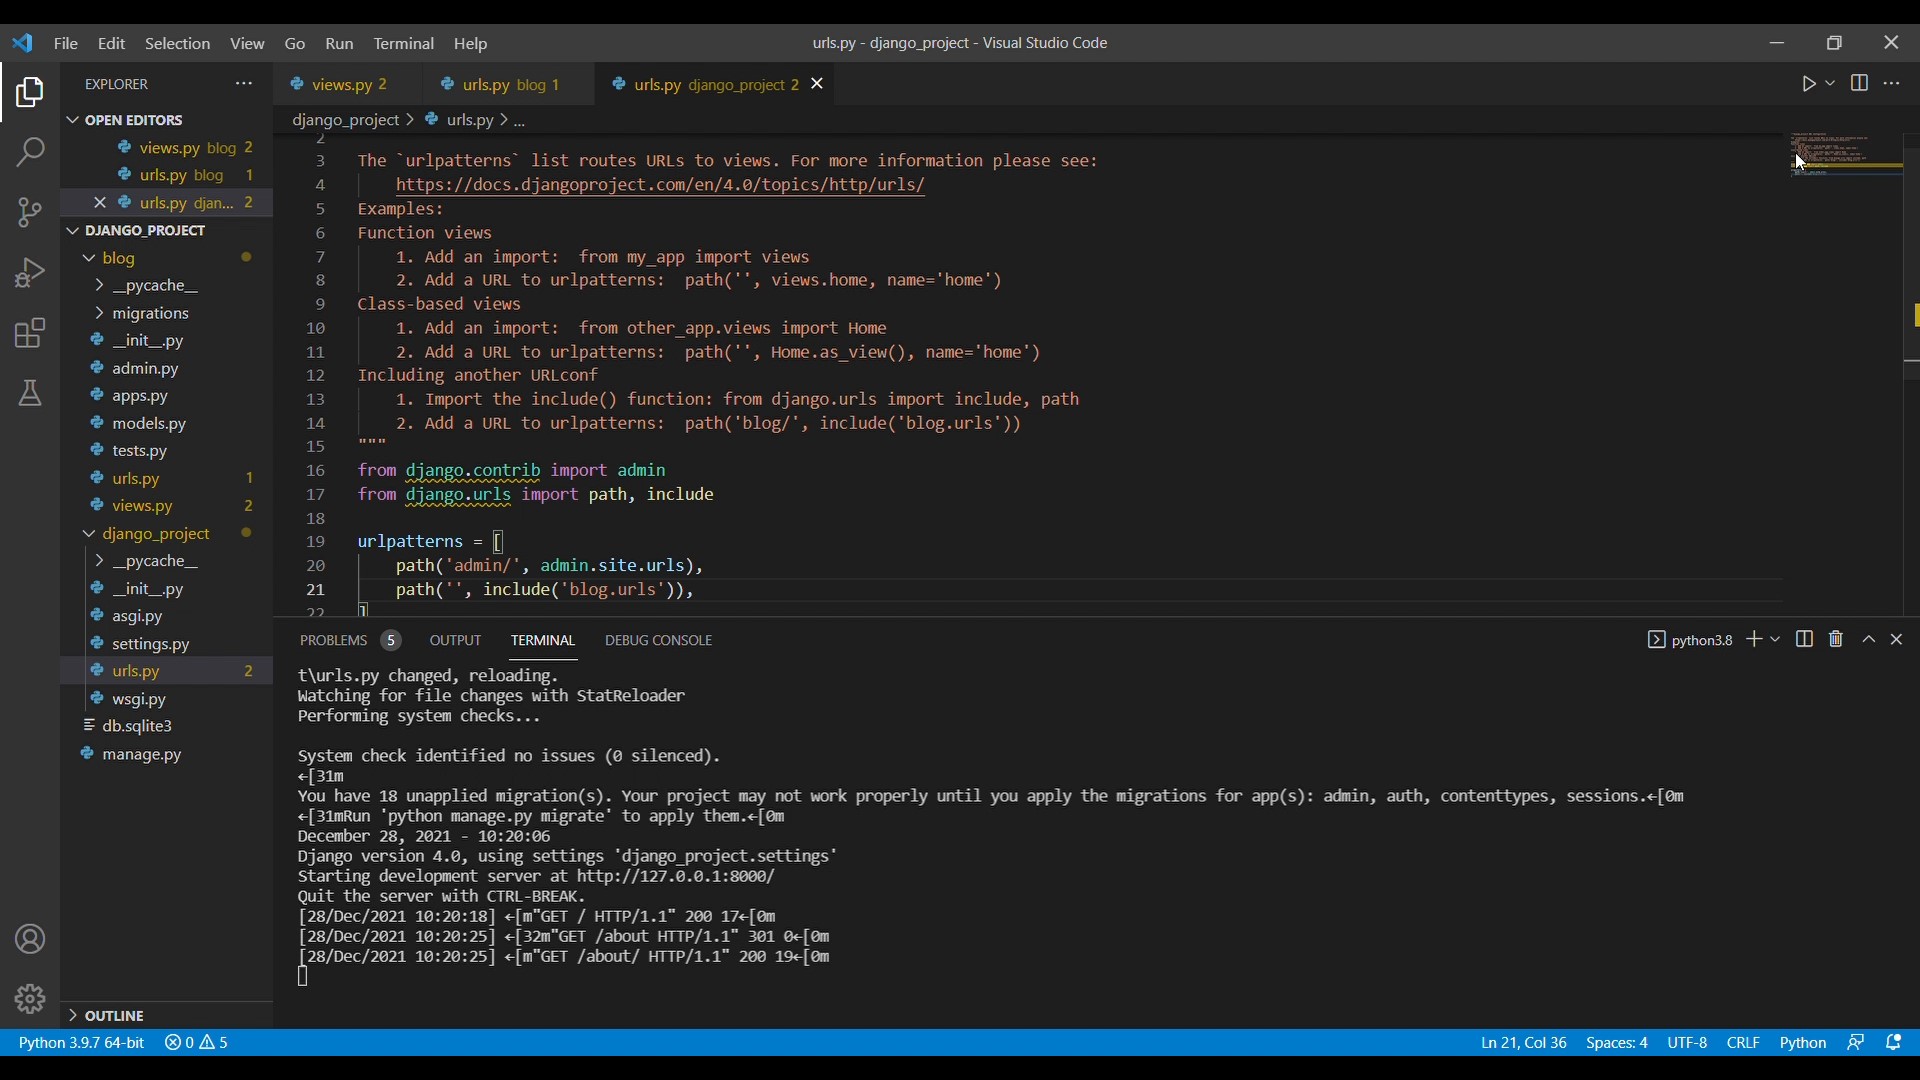 File Edit Selection View Go Run Terminal Help
urls.py - django_project - Visual Studio Code
EXPLORER
views.py 2
urls.py blog 1
urls.py django_project 2
OPEN EDITORS
views.py blog 2
urls.py blog 1
urls.py djan... 2
DJANGO_PROJECT
blog
__pycache__
migrations
__init__.py
admin.py
apps.py
models.py
tests.py
urls.py 1
views.py 2
django_project
__pycache__
__init__.py
asgi.py
settings.py
urls.py 2
wsgi.py
db.sqlite3
manage.py
OUTLINE
django_project > urls.py > ...
2
3 The `urlpatterns` list routes URLs to views. For more information please see:
4 https://docs.djangoproject.com/en/4.0/topics/http/urls/
5 Examples:
6 Function views
7 1. Add an import: from my_app import views
8 2. Add a URL to urlpatterns: path('', views.home, name='home')
9 Class-based views
10 1. Add an import: from other_app.views import Home
11 2. Add a URL to urlpatterns: path('', Home.as_view(), name='home')
12 Including another URLconf
13 1. Import the include() function: from django.urls import include, path
14 2. Add a URL to urlpatterns: path('blog/', include('blog.urls'))
15 """
16 from django.contrib import admin
17 from django.urls import path, include
18
19 urlpatterns = [
20 path('admin/', admin.site.urls),
21 path('', include('blog.urls')),
22 ]
PROBLEMS 5 OUTPUT TERMINAL DEBUG CONSOLE
python3.8
t\urls.py changed, reloading.
Watching for file changes with StatReloader
Performing system checks...
System check identified no issues (0 silenced).
←[31m
You have 18 unapplied migration(s). Your project may not work properly until you apply the migrations for app(s): admin, auth, contenttypes, sessions.←[0m
←[31mRun 'python manage.py migrate' to apply them.←[0m
December 28, 2021 - 10:20:06
Django version 4.0, using settings 'django_project.settings'
Starting development server at http://127.0.0.1:8000/
Quit the server with CTRL-BREAK.
[28/Dec/2021 10:20:18] ←[m"GET / HTTP/1.1" 200 17←[0m
[28/Dec/2021 10:20:25] ←[32m"GET /about HTTP/1.1" 301 0←[0m
[28/Dec/2021 10:20:25] ←[m"GET /about/ HTTP/1.1" 200 19←[0m
Python 3.9.7 64-bit 0 5
Ln 21, Col 36 Spaces: 4 UTF-8 CRLF Python